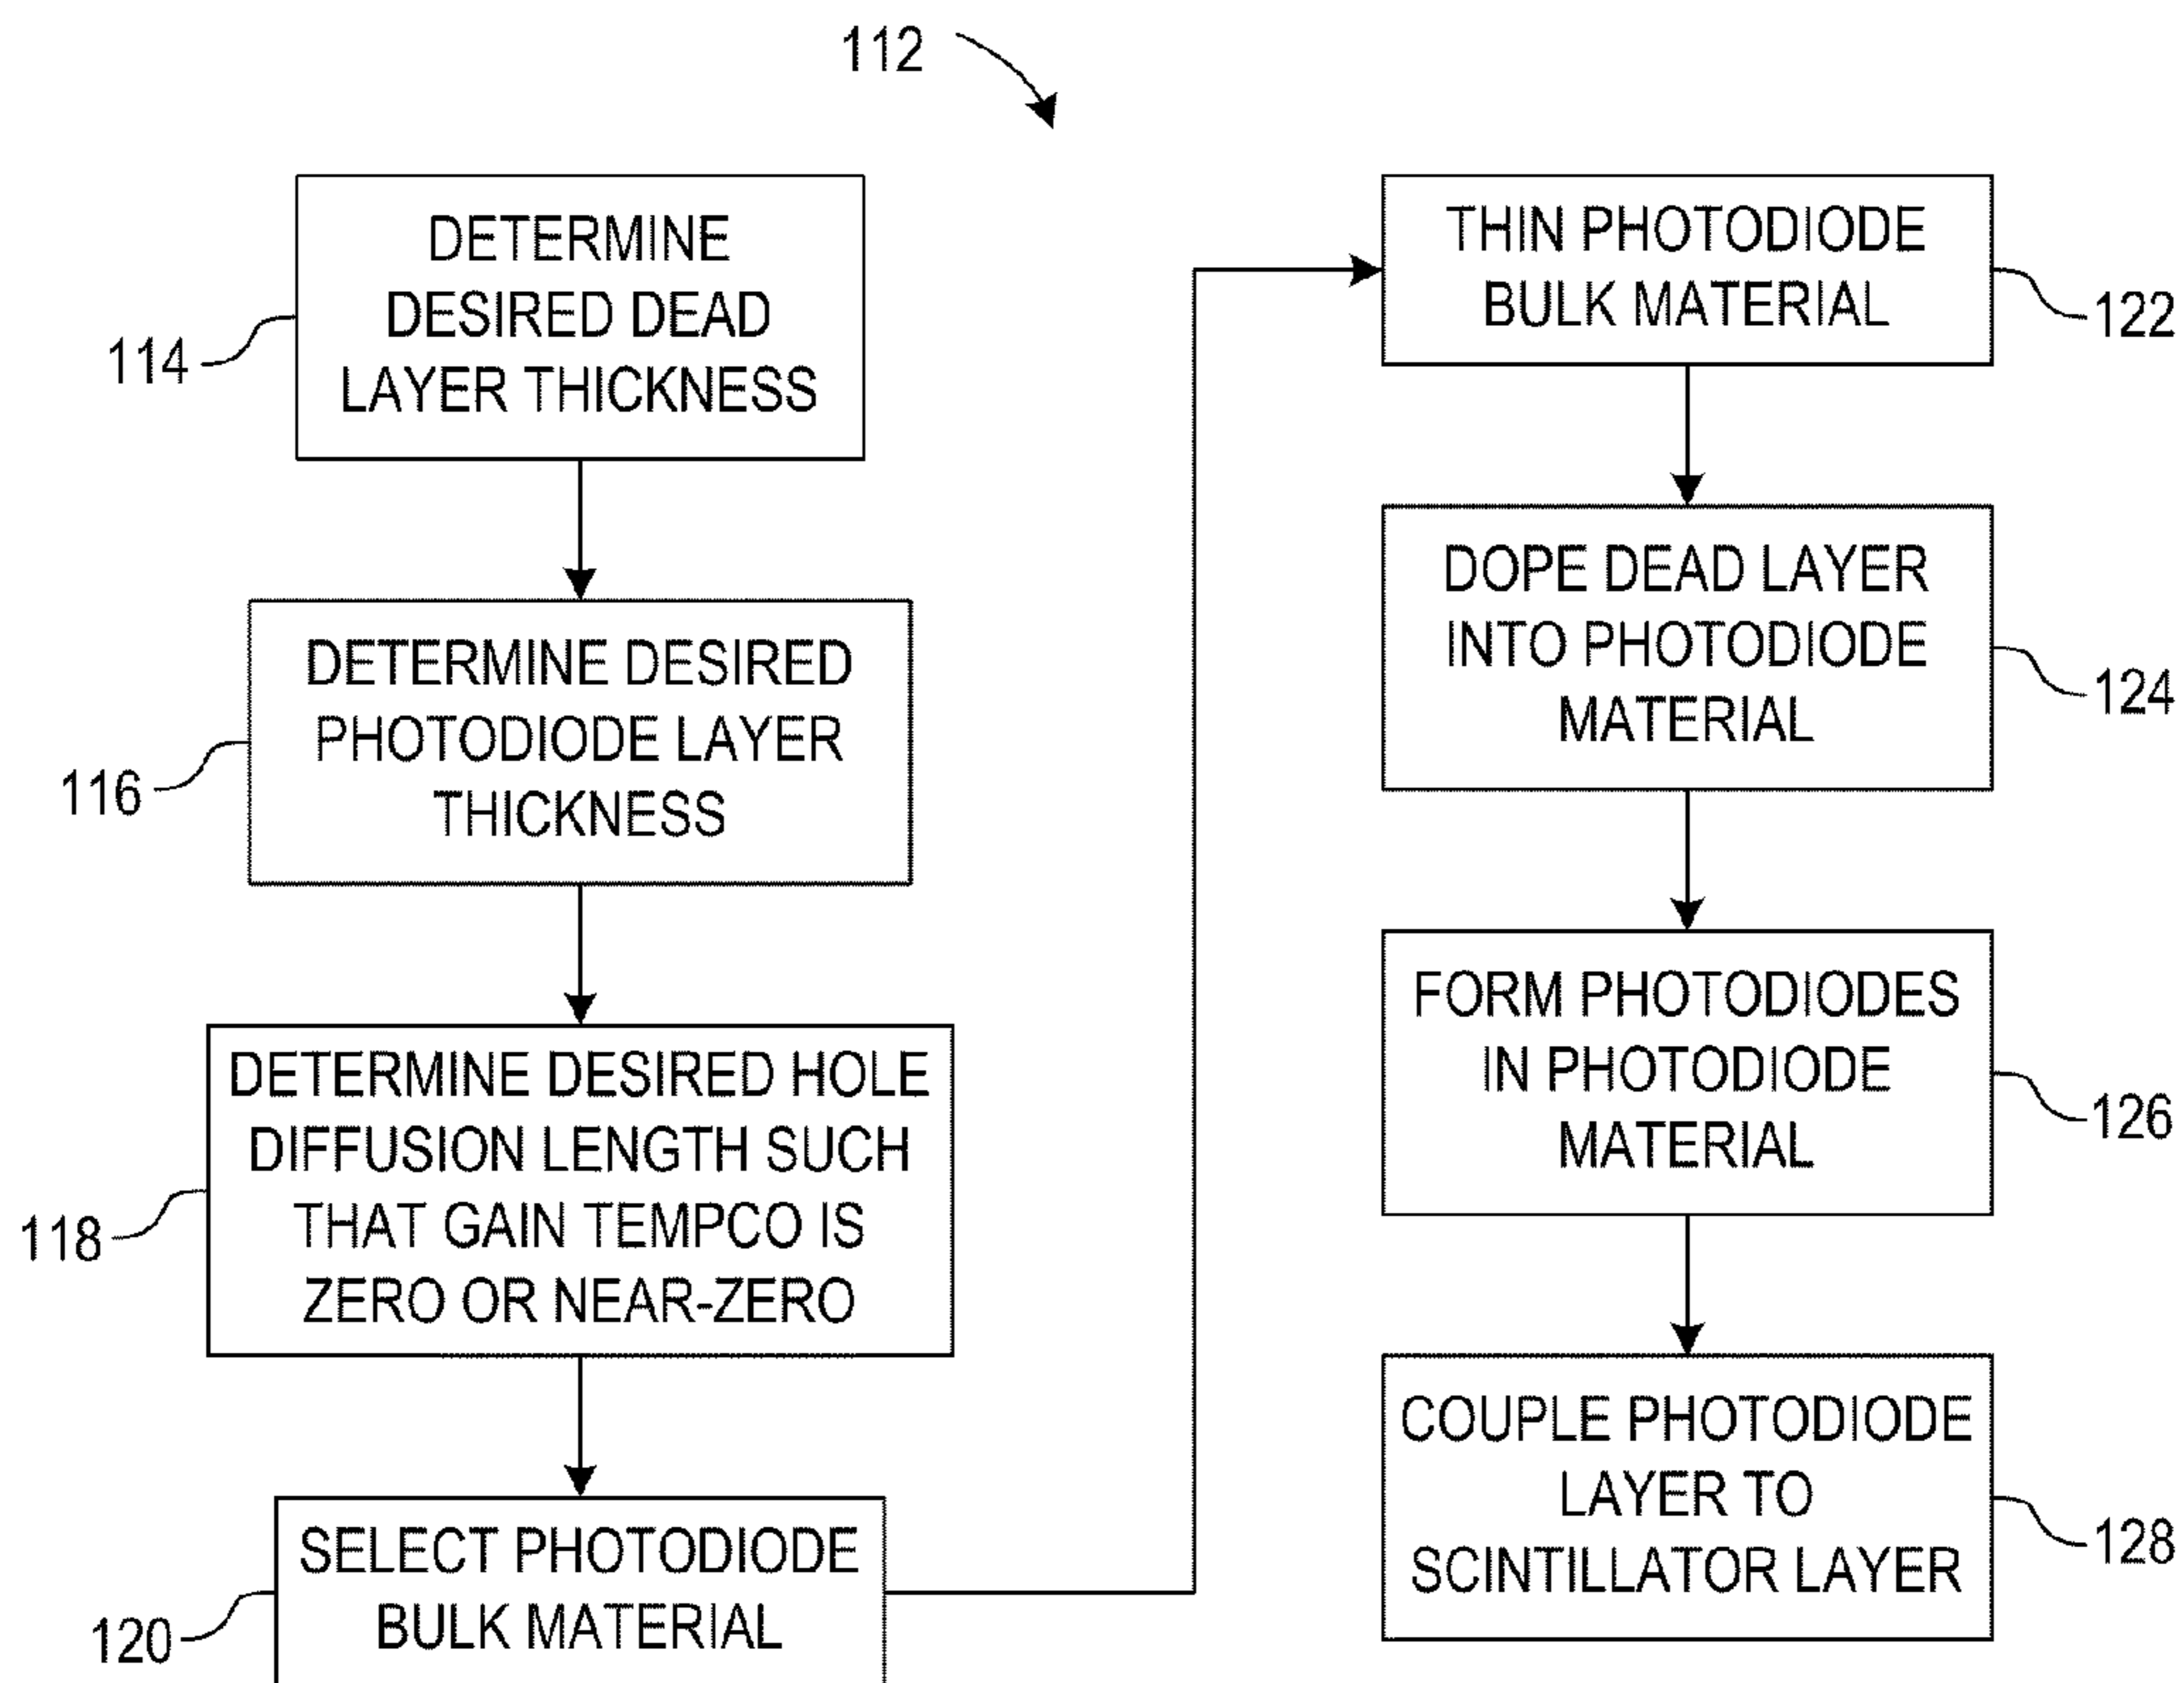 112
DETERMINE
DESIRED DEAD
LAYER THICKNESS
114
DETERMINE DESIRED
PHOTODIODE LAYER
THICKNESS
116
DETERMINE DESIRED HOLE
DIFFUSION LENGTH SUCH
THAT GAIN TEMPCO IS
ZERO OR NEAR-ZERO
118
SELECT PHOTODIODE
BULK MATERIAL
120
THIN PHOTODIODE
BULK MATERIAL
122
DOPE DEAD LAYER
INTO PHOTODIODE
MATERIAL
124
FORM PHOTODIODES
IN PHOTODIODE
MATERIAL
126
COUPLE PHOTODIODE
LAYER TO
SCINTILLATOR LAYER
128